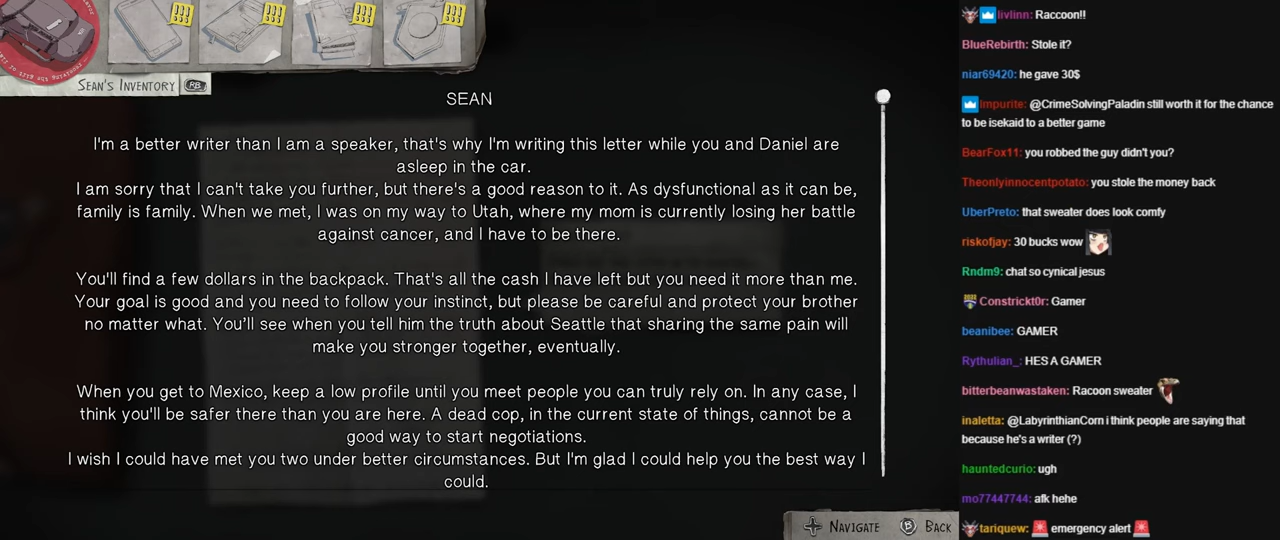 SEAN'S INVENTORY RB
SEAN
I'm a better writer than I am a speaker, that's why I'm writing this letter while you and Daniel are
asleep in the car.
I am sorry that I can't take you further, but there's a good reason to it. As dysfunctional as it can be,
family is family. When we met, I was on my way to Utah, where my mom is currently losing her battle
against cancer, and I have to be there.
You'll find a few dollars in the backpack. That's all the cash I have left but you need it more than me.
Your goal is good and you need to follow your instinct, but please be careful and protect your brother
no matter what. You'll see when you tell him the truth about Seattle that sharing the same pain will
make you stronger together, eventually.
When you get to Mexico, keep a low profile until you meet people you can truly rely on. In any case, I
think you'll be safer there than you are here. A dead cop, in the current state of things, cannot be a
good way to start negotiations.
I wish I could have met you two under better circumstances. But I'm glad I could help you the best way I
could.
NAVIGATE B BACK
livlinn: Raccoon!!
BlueRebirth: Stole it?
niar69420: he gave 30$
Impurite: @CrimeSolvingPaladin still worth it for the chance
to be isekaid to a better game
BearFox11: you robbed the guy didn't you?
Theonlyinnocentpotato: you stole the money back
UberPreto: that sweater does look comfy
riskofjay: 30 bucks wow
Rndm9: chat so cynical jesus
Constrickt0r: Gamer
beanibee: GAMER
Rythulian_: HES A GAMER
bitterbeanwastaken: Racoon sweater
inaletta: @LabyrinthianCorn i think people are saying that
because he's a writer (?)
hauntedcurio: ugh
mo77447744: afk hehe
tariquew: 🚨 emergency alert 🚨